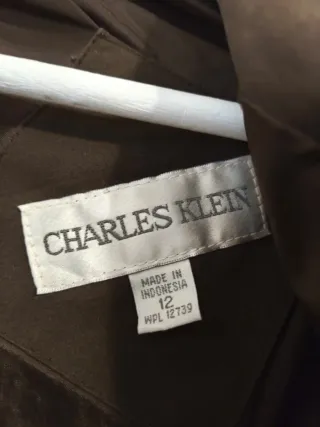 CHARLES KLEIN
MADE IN
INDONESIA
12
WPL 12739